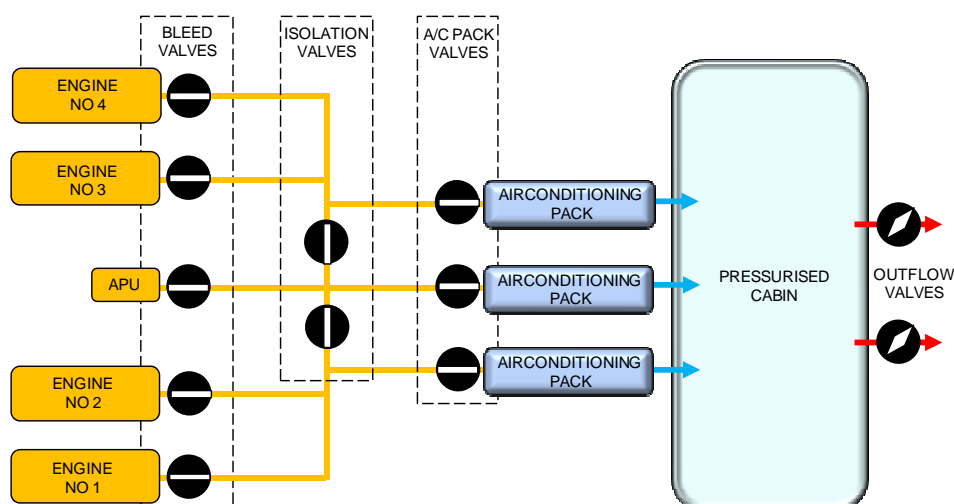 BLEED
VALVES
ISOLATION
VALVES
A/C PACK
VALVES
ENGINE
NO 4
ENGINE
NO 3
AIRCONDITIONING
PACK
APU
AIRCONDITIONING
PACK
PRESSURISED
CABIN
OUTFLOW
VALVES
AIRCONDITIONING
PACK
ENGINE
NO 2
ENGINE
NO 1